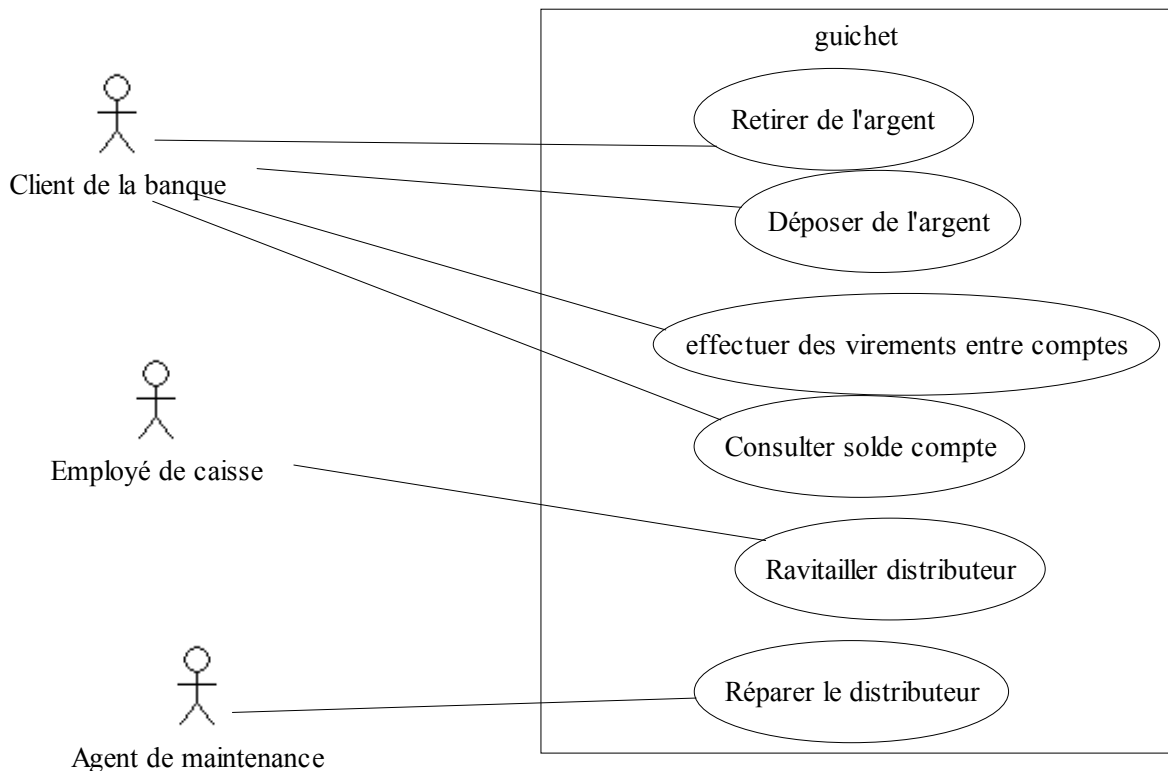 guichet
Retirer de l'argent
Client de la banque
Déposer de l'argent
effectuer des virements entre comptes
Consulter solde compte
Employé de caisse
Ravitailler distributeur
Réparer le distributeur
Agent de maintenance